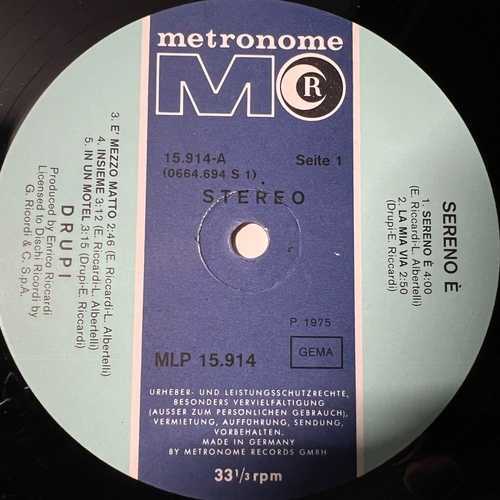 metronome
M
R
15.914-A Seite 1
(0664.694 S 1)
STEREO
SERENO È
1. SERENO È 4:00
(E. Riccardi-L. Albertelli)
2. LA MIA VIA 2:50
(Drupi-E. Riccardi)
3. E' MEZZO MATTO 2:46 (E. Riccardi-L. Albertelli)
4. INSIEME 3:12 (E. Riccardi-L. Albertelli)
5. IN UN MOTEL 3:15 (Drupi-E. Riccardi)
DRUPI
Produced by Enrico Riccardi
Licensed to Dischi Ricordi by
G. Ricordi & C. S.p.A.
P. 1975
MLP 15.914 GEMA
URHEBER- UND LEISTUNGSSCHUTZRECHTE,
BESONDERS VERVIELFÄLTIGUNG
(AUSSER ZUM PERSÖNLICHEN GEBRAUCH),
VERMIETUNG, AUFFÜHRUNG, SENDUNG,
VORBEHALTEN.
MADE IN GERMANY
BY METRONOME RECORDS GMBH
33 1/3 rpm